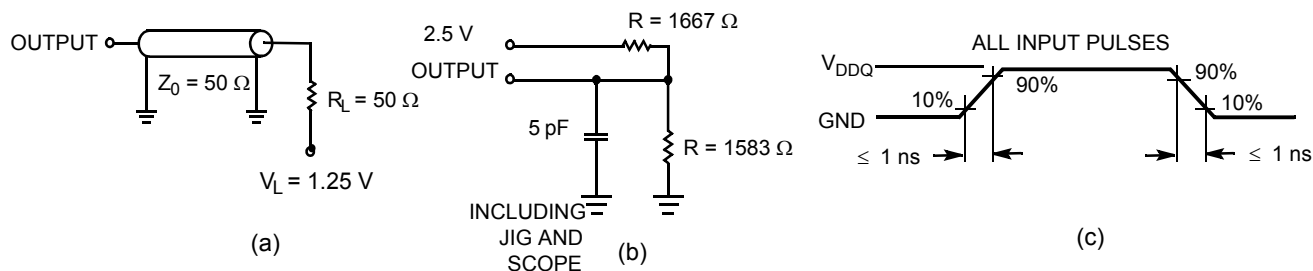 OUTPUT
Z0 = 50 Ω
RL = 50 Ω
VL = 1.25 V
(a)
R = 1667 Ω
2.5 V
OUTPUT
5 pF
R = 1583 Ω
INCLUDING
JIG AND
SCOPE
(b)
ALL INPUT PULSES
VDDQ
GND
10%
90%
90%
10%
≤ 1 ns
≤ 1 ns
(c)